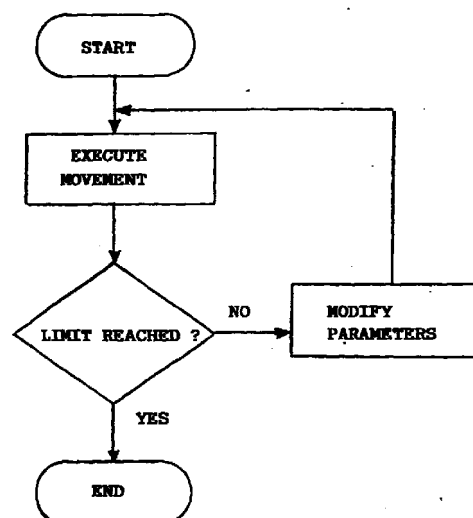 START
EXECUTE
MOVEMENT
LIMIT REACHED ?
NO
MODIFY
PARAMETERS
YES
END